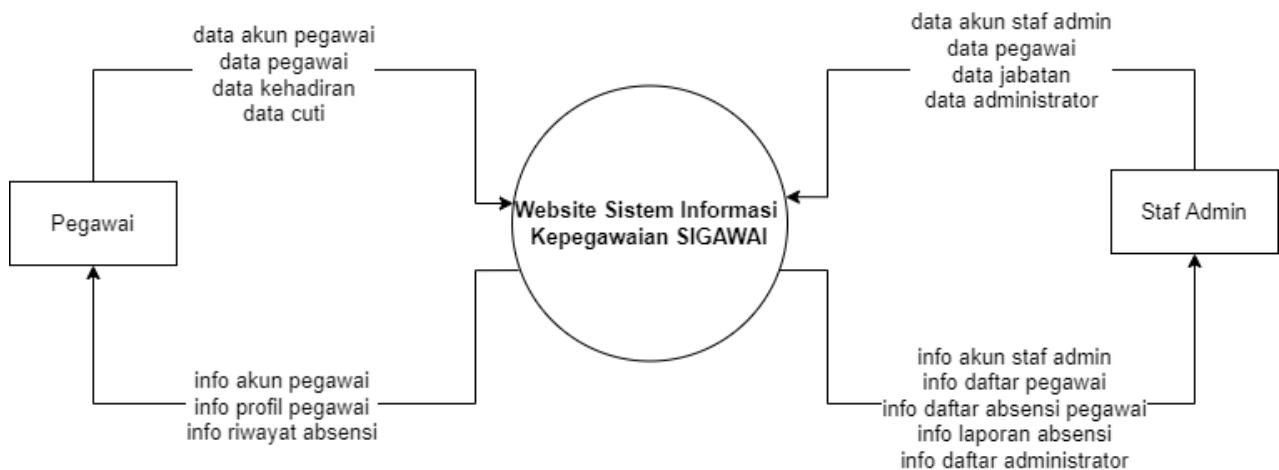 data akun pegawai
data pegawai
data kehadiran
data cuti
data akun staf admin
data pegawai
data jabatan
data administrator
Pegawai
Website Sistem Informasi
Kepegawaian SIGAWAI
Staf Admin
info akun pegawai
info profil pegawai
info riwayat absensi
info akun staf admin
info daftar pegawai
info daftar absensi pegawai
info laporan absensi
info daftar administrator